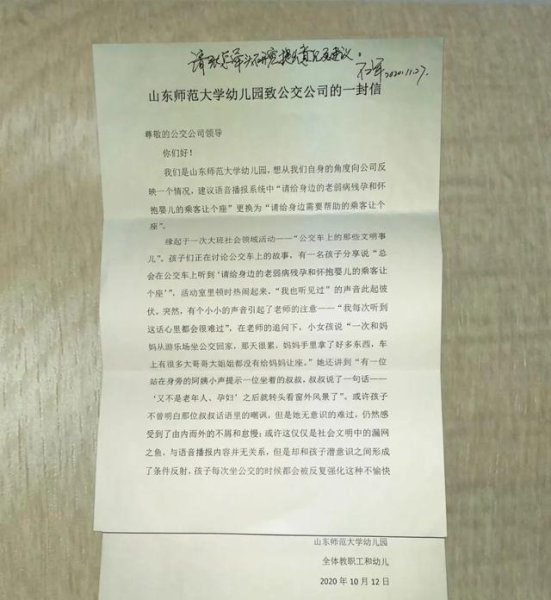 山东师范大学幼儿园致公交公司的一封信
尊敬的公交公司领导
你们好！
我们是山东师范大学幼儿园，想从我们自身的角度向公司反
映一个情况，建议语音播报系统中“请给身边的老弱病残孕和怀
抱婴儿的乘客让个座”更换为“请给身边需要帮助的乘客让个
座”。
缘起于一次大班社会领域活动——“公交车上的那些文明事
儿”。孩子们正在讨论公交车上的故事，有一名孩子分享说“总
会在公交车上听到‘请给身边的老弱病残孕和怀抱婴儿的乘客让
个座’”，活动室里顿时热闹起来，“我也听见过”的声音此起彼
伏，突然，有个小小的声音引起了老师的注意——“我每次听到
这话心里都会很难过”，在老师的追问下，小女孩说“一次和妈
妈从游乐场坐公交回家，那天很累，妈妈手里拿了好多东西，车
上有很多大哥哥大姐姐都没有给妈妈让座。”她还讲到“有一位
站在身旁的阿姨小声提示一位坐着的叔叔，叔叔说了一句话——
‘又不是老年人、孕妇’之后就转头看窗外风景了”，或许孩子
不曾明白那位叔叔话语里的嘲讽，但是她无意识的难过，仍然感
受到了由内而外的不屑和怠慢；或许这仅仅是社会文明中的漏网
之鱼，与语音播报内容并无关系，但是却和孩子潜意识之间形成
了条件反射，孩子每次坐公交的时候都会被反复强化这种不愉快
山东师范大学幼儿园
全体教职工和幼儿
2020 年 10 月 12 日